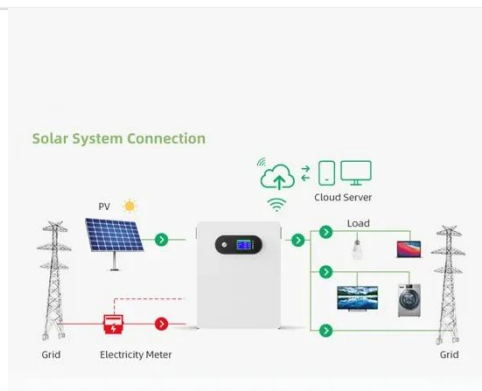 Solar System Connection
Cloud Server
PV
Load
Grid
Electricity Meter
Grid